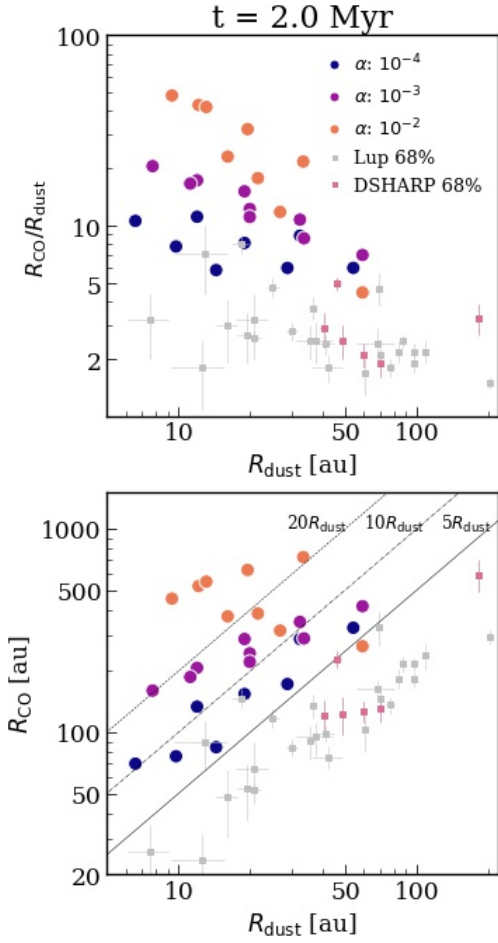 t = 2.0 Myr
100
α: 10⁻⁴
α: 10⁻³
α: 10⁻²
Lup 68%
DSHARP 68%
10
5
2
R_CO/R_dust
10 50 100
R_dust [au]
20R_dust 10R_dust 5R_dust
1000
500
100
50
20
R_CO
[au]
10 50 100
R_dust [au]